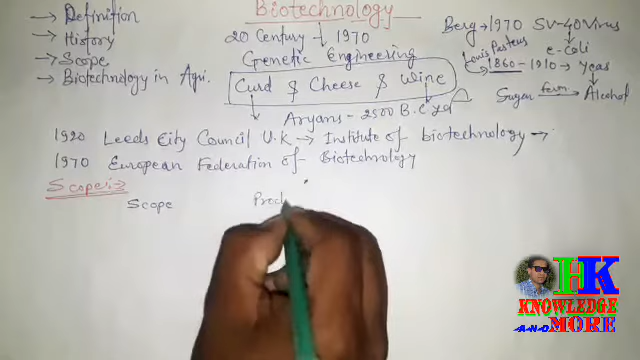 Biotechnology
→ Definition
→ History
→ Scope
→ Biotechnology in Agri.
20 Century → 1970
Genetic Engineering
Curd & Cheese & Wine
Aryans - 2500 B.C
Berg → 1970 SV-40 Virus
e-Coli
Louis Pasteus
1860 - 1910 → Yeas
Sugar ferm. → Alcohol
1920 Leeds City Council U.K → Institute of biotechnology →
1970 European Federation of Biotechnology
Scope :→
Scope Prod
HK
KNOWLEDGE
AND MORE